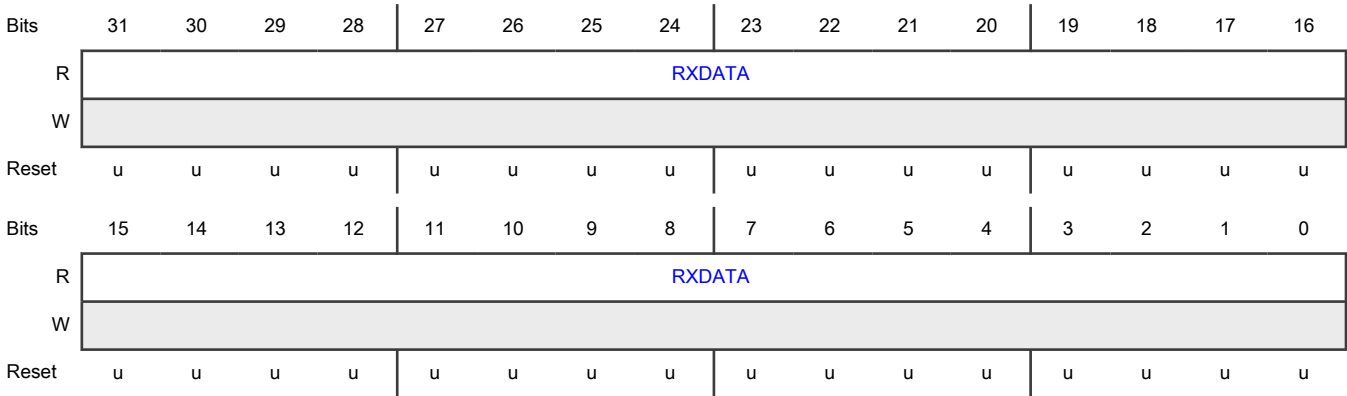 Bits 31 30 29 28 27 26 25 24 23 22 21 20 19 18 17 16
R RXDATA
W
Reset u u u u u u u u u u u u u u u u
Bits 15 14 13 12 11 10 9 8 7 6 5 4 3 2 1 0
R RXDATA
W
Reset u u u u u u u u u u u u u u u u